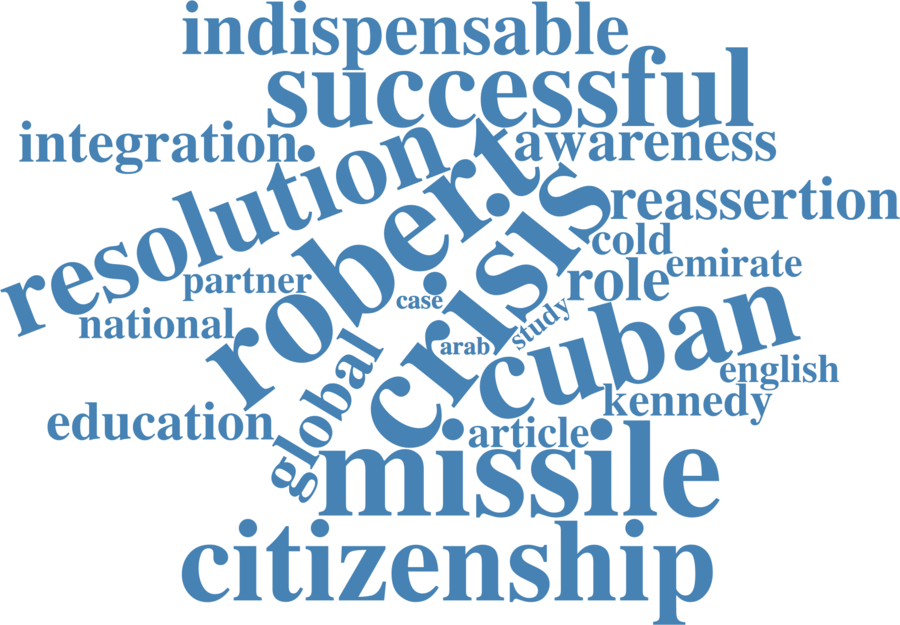 indispensable
successful
integration
awareness
resolution
robert
crisis
reassertion
cold
role
emirate
partner
case
national
study
arab
cuban
global
english
kennedy
education
article
missile
citizenship